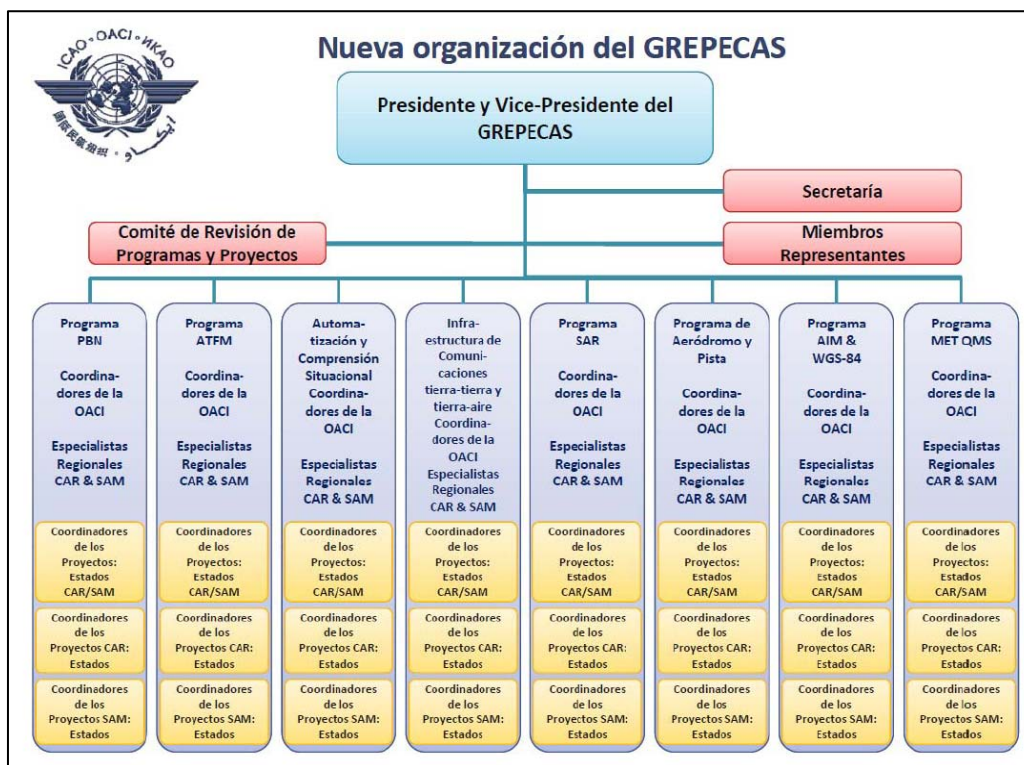 ICAO · OACI · ИКАО
国际民航组织 · إيكاو
Nueva organización del GREPECAS
Presidente y Vice-Presidente del
GREPECAS
Secretaría
Comité de Revisión de
Programas y Proyectos
Miembros
Representantes
Programa
PBN
Coordina-
dores de la
OACI
Especialistas
Regionales
CAR & SAM
Coordinadores
de los
Proyectos:
Estados
CAR/SAM
Coordinadores
de los
Proyectos CAR:
Estados
Coordinadores
de los
Proyectos SAM:
Estados
Programa
ATFM
Coordina-
dores de la
OACI
Especialistas
Regionales
CAR & SAM
Coordinadores
de los
Proyectos:
Estados
CAR/SAM
Coordinadores
de los
Proyectos CAR:
Estados
Coordinadores
de los
Proyectos SAM:
Estados
Automa-
tización y
Comprensión
Situacional
Coordina-
dores de la
OACI
Especialistas
Regionales
CAR & SAM
Coordinadores
de los
Proyectos:
Estados
CAR/SAM
Coordinadores
de los
Proyectos CAR:
Estados
Coordinadores
de los
Proyectos SAM:
Estados
Infra-
estructura de
Comuni-
caciones
tierra-tierra y
tierra-aire
Coordina-
dores de la
OACI
Especialistas
Regionales
CAR & SAM
Coordinadores
de los
Proyectos:
Estados
CAR/SAM
Coordinadores
de los
Proyectos CAR:
Estados
Coordinadores
de los
Proyectos SAM:
Estados
Programa
SAR
Coordina-
dores de la
OACI
Especialistas
Regionales
CAR & SAM
Coordinadores
de los
Proyectos:
Estados
CAR/SAM
Coordinadores
de los
Proyectos CAR:
Estados
Coordinadores
de los
Proyectos SAM:
Estados
Programa de
Aeródromo y
Pista
Coordina-
dores de la
OACI
Especialistas
Regionales
CAR & SAM
Coordinadores
de los
Proyectos:
Estados
CAR/SAM
Coordinadores
de los
Proyectos CAR:
Estados
Coordinadores
de los
Proyectos SAM:
Estados
Programa
AIM &
WGS-84
Coordina-
dores de la
OACI
Especialistas
Regionales
CAR & SAM
Coordinadores
de los
Proyectos:
Estados
CAR/SAM
Coordinadores
de los
Proyectos CAR:
Estados
Coordinadores
de los
Proyectos SAM:
Estados
Programa
MET QMS
Coordina-
dores de la
OACI
Especialistas
Regionales
CAR & SAM
Coordinadores
de los
Proyectos:
Estados
CAR/SAM
Coordinadores
de los
Proyectos CAR:
Estados
Coordinadores
de los
Proyectos SAM:
Estados